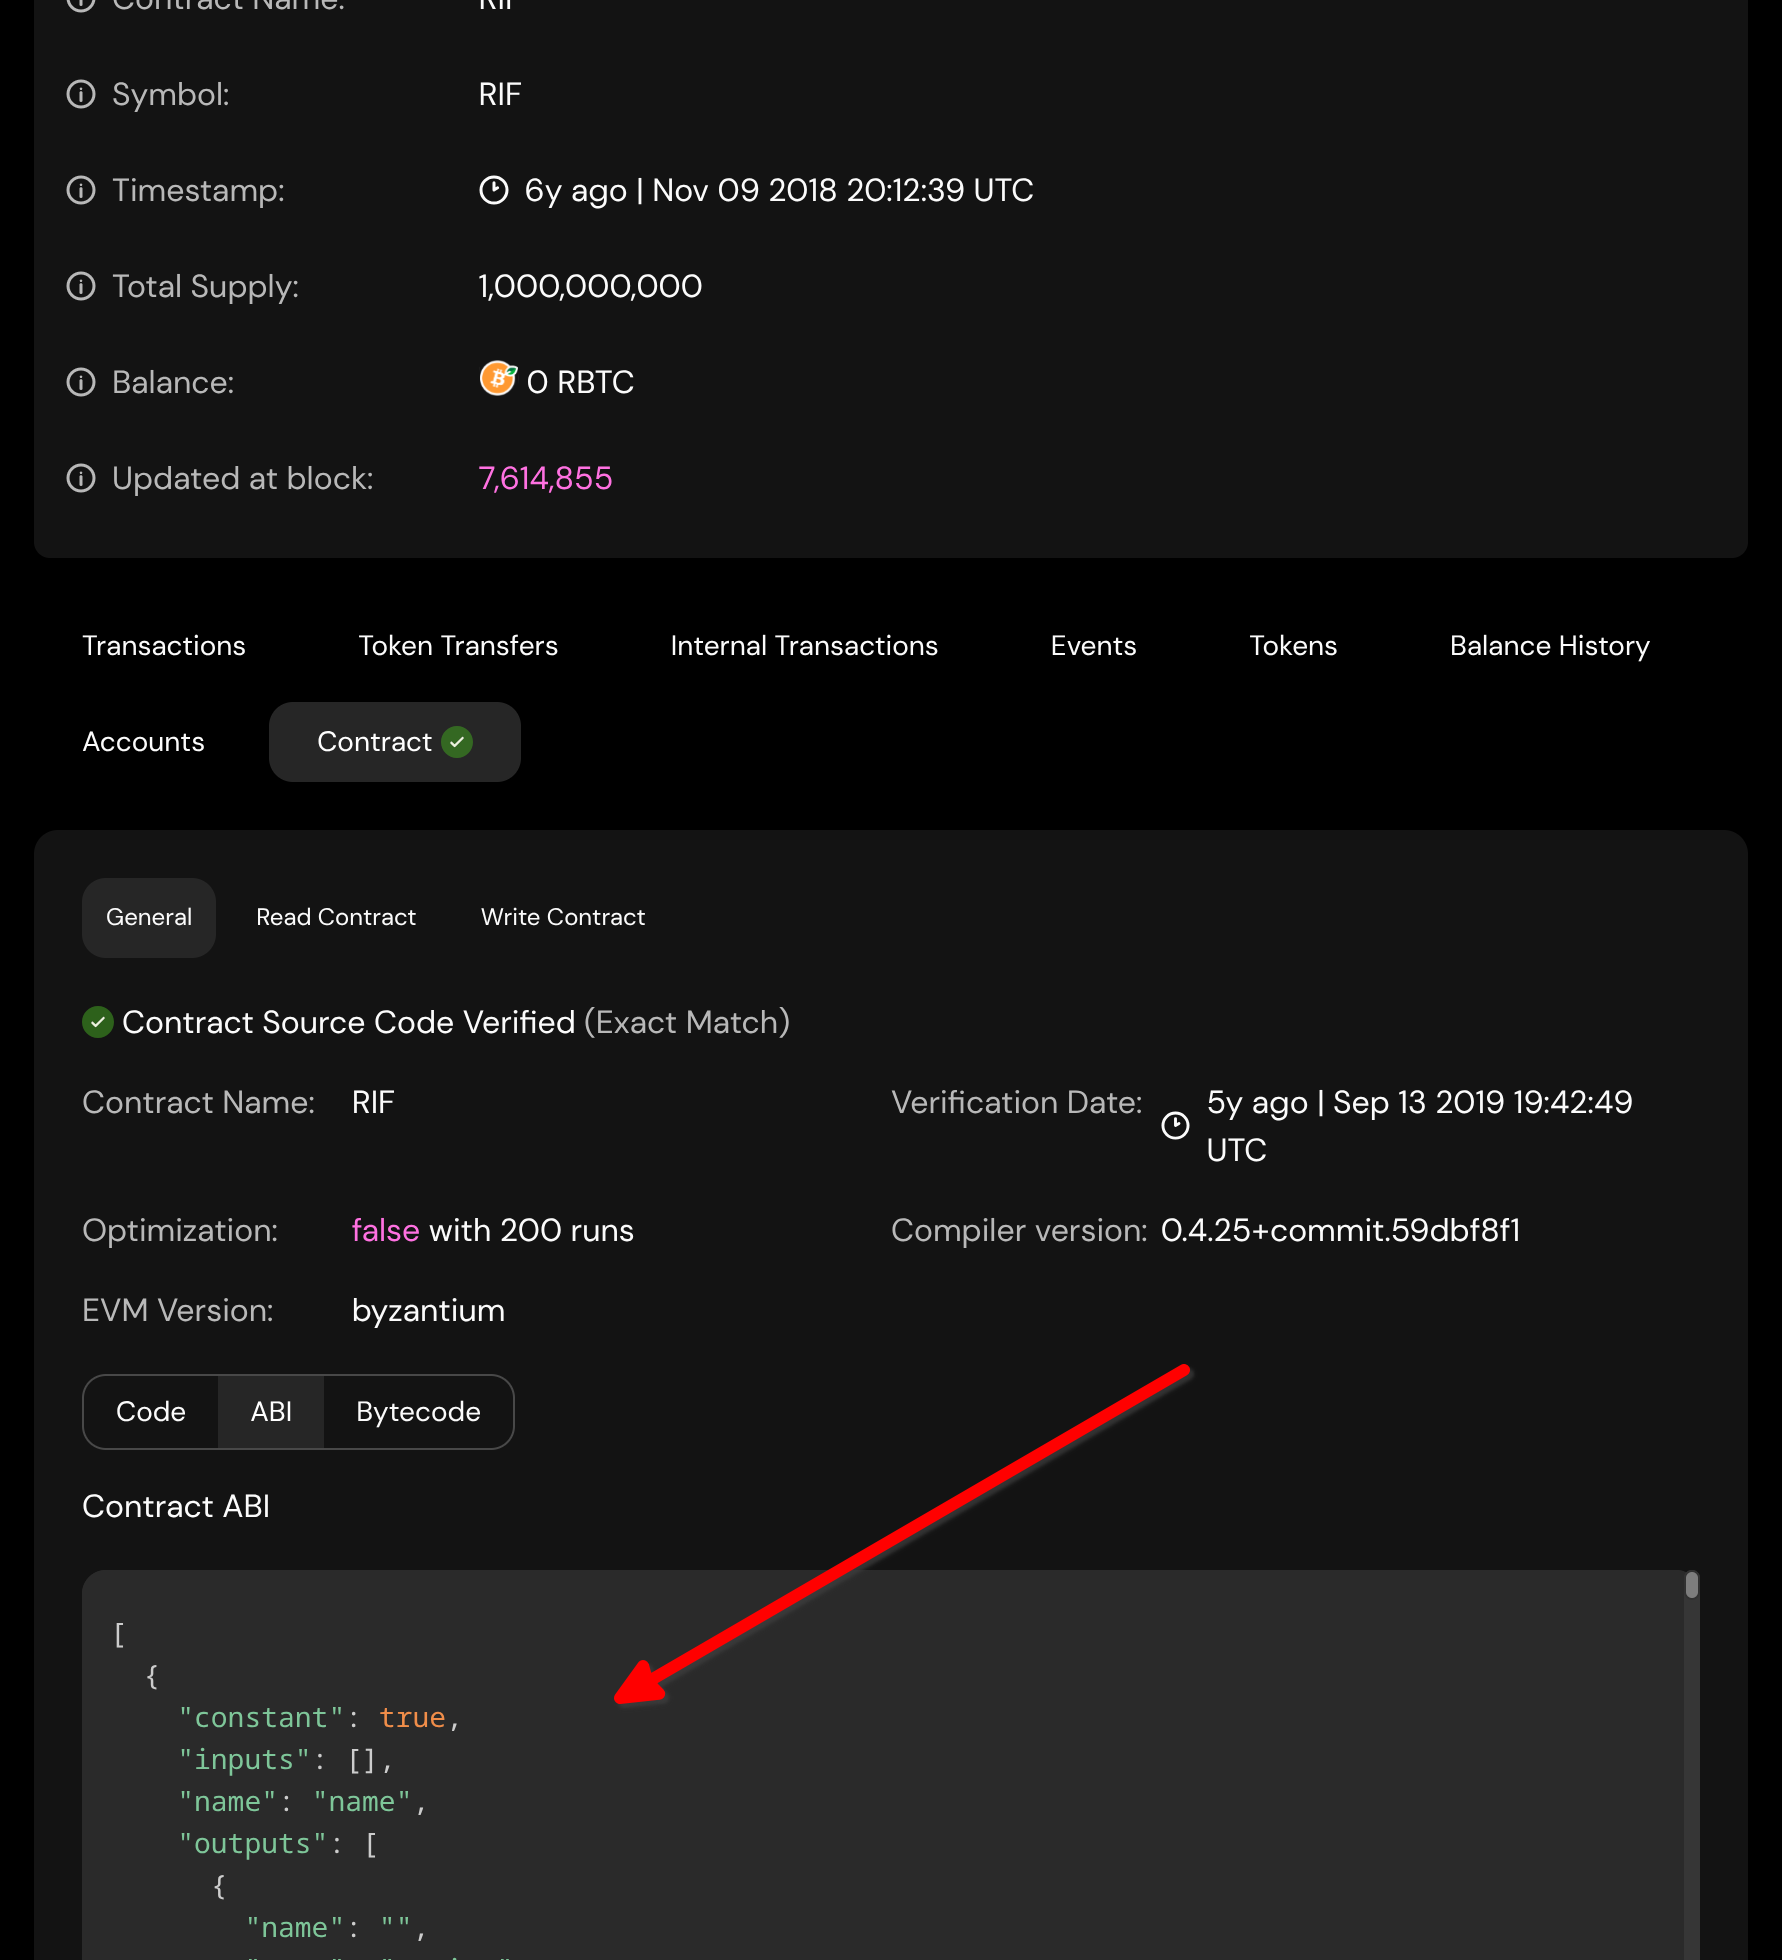 Contract Name: RIF
Symbol: RIF
Timestamp: 6y ago | Nov 09 2018 20:12:39 UTC
Total Supply: 1,000,000,000
Balance: 0 RBTC
Updated at block: 7,614,855
Transactions Token Transfers Internal Transactions Events Tokens Balance History
Accounts Contract
General Read Contract Write Contract
Contract Source Code Verified (Exact Match)
Contract Name: RIF Verification Date: 5y ago | Sep 13 2019 19:42:49
UTC
Optimization: false with 200 runs Compiler version: 0.4.25+commit.59dbf8f1
EVM Version: byzantium
Code ABI Bytecode
Contract ABI
[
{
"constant": true,
"inputs": [],
"name": "name",
"outputs": [
{
"name": "",